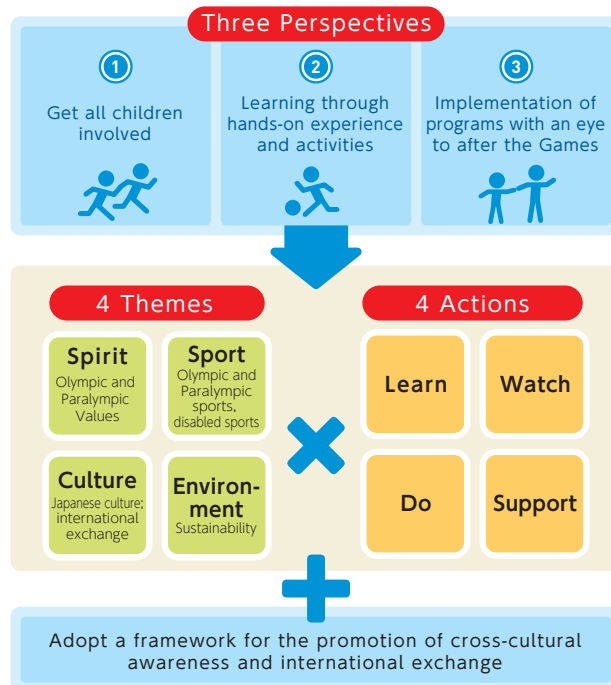 Three Perspectives
1
Get all children
involved
2
Learning through
hands-on experience
and activities
3
Implementation of
programs with an eye
to after the Games
4 Themes
Spirit
Olympic and
Paralympic
Values
Sport
Olympic and
Paralympic
sports,
disabled sports
Culture
Japanese culture;
international
exchange
Environ-
ment
Sustainability
4 Actions
Learn
Watch
Do
Support
Adopt a framework for the promotion of cross-cultural
awareness and international exchange